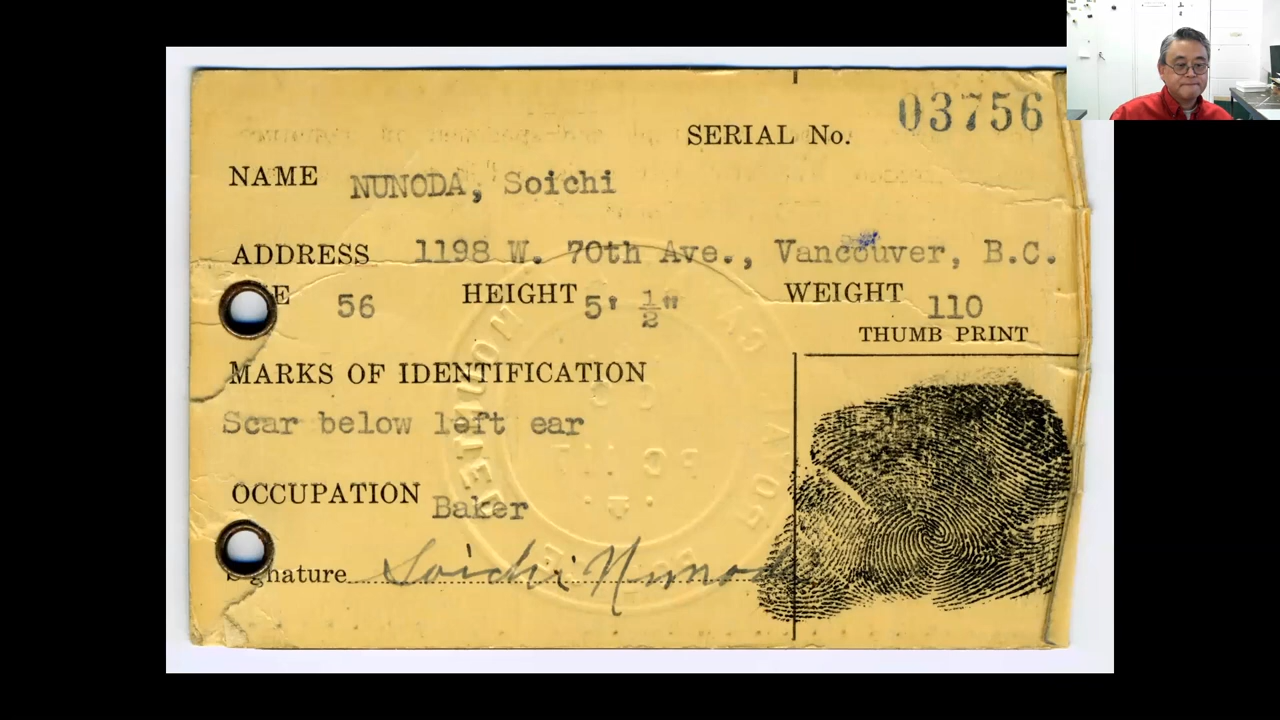 SERIAL No. 03756
NAME NUNODA, Soichi
ADDRESS 1198 W. 70th Ave., Vancouver, B.C.
56 HEIGHT 5' ½" WEIGHT 110
THUMB PRINT
MARKS OF IDENTIFICATION
Scar below left ear
OCCUPATION Baker
Signature Soichi Nunoda